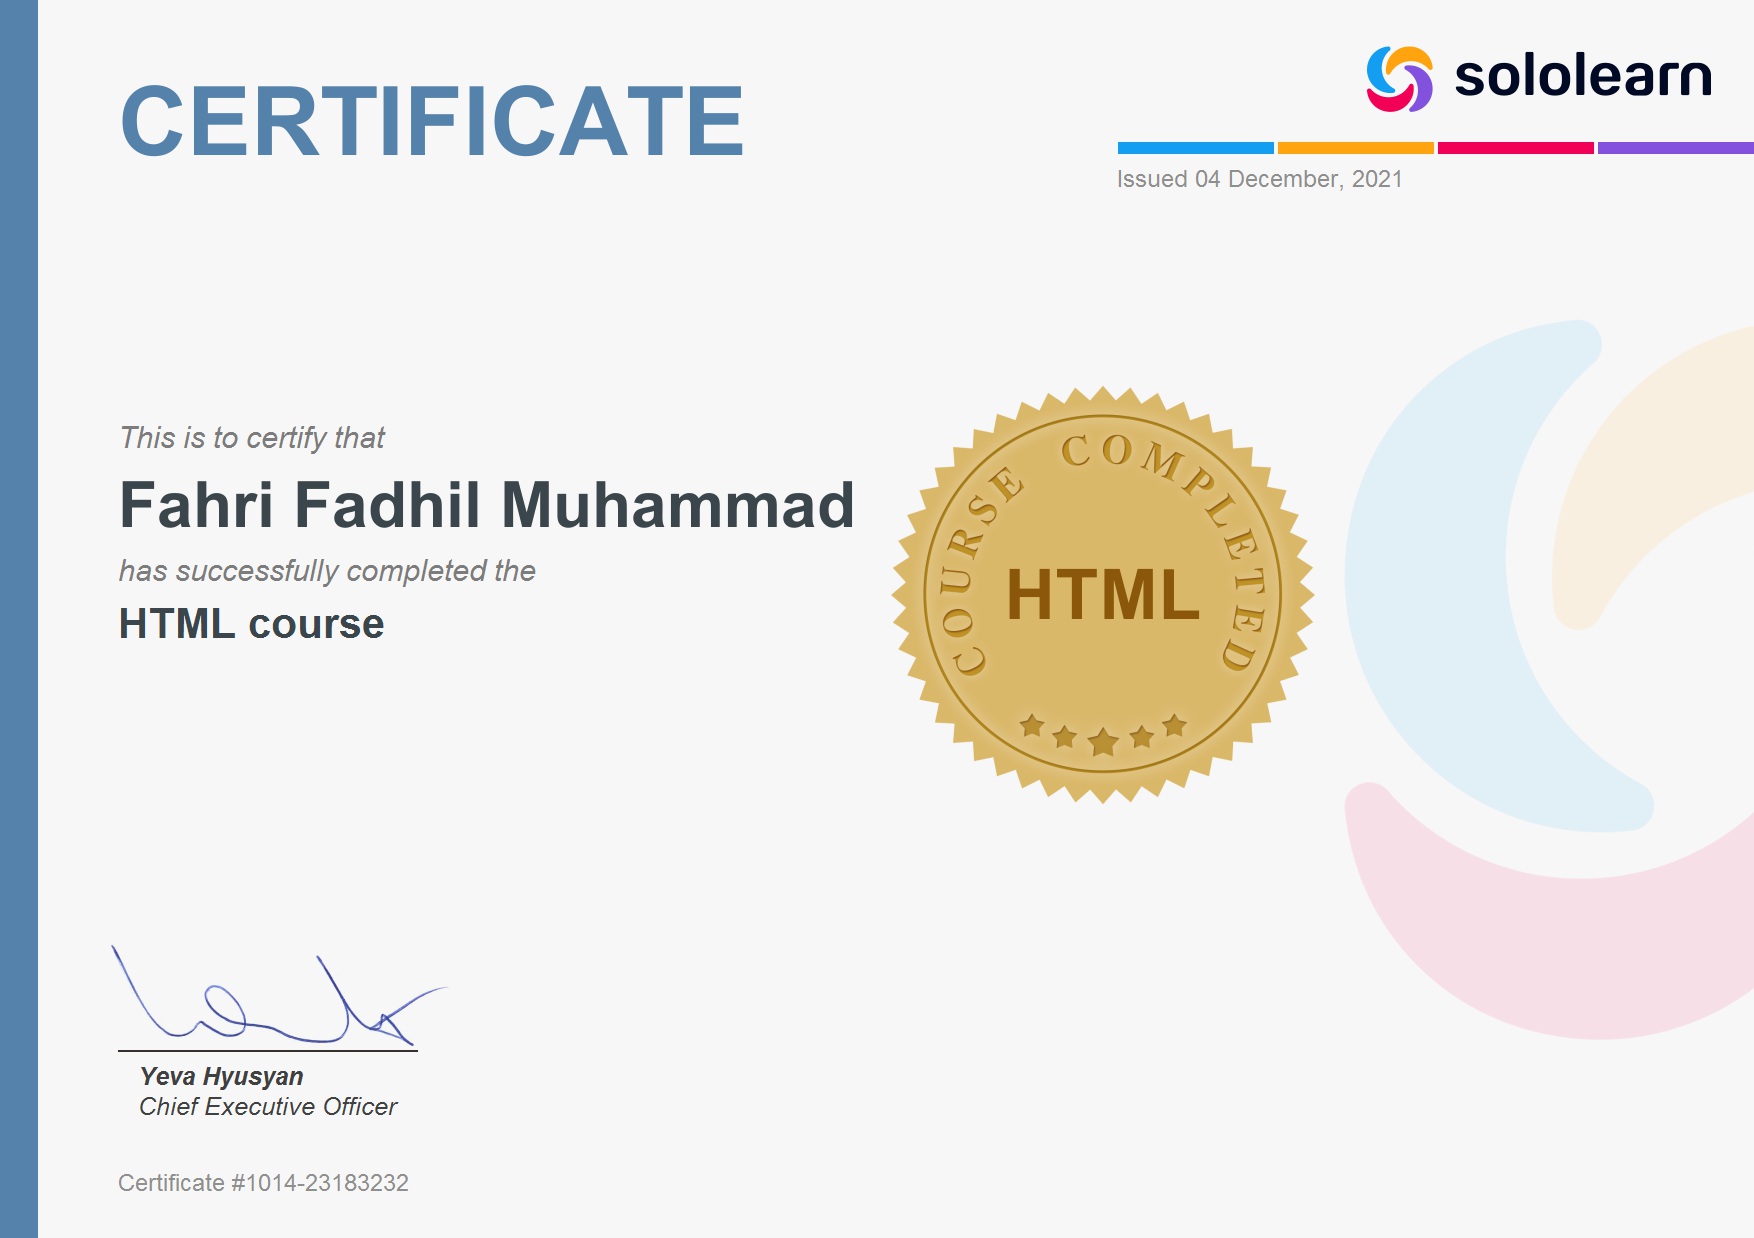 CERTIFICATE
sololearn
Issued 04 December, 2021
This is to certify that
Fahri Fadhil Muhammad
has successfully completed the
HTML course
COURSE COMPLETED
HTML
Yeva Hyusyan
Chief Executive Officer
Certificate #1014-23183232